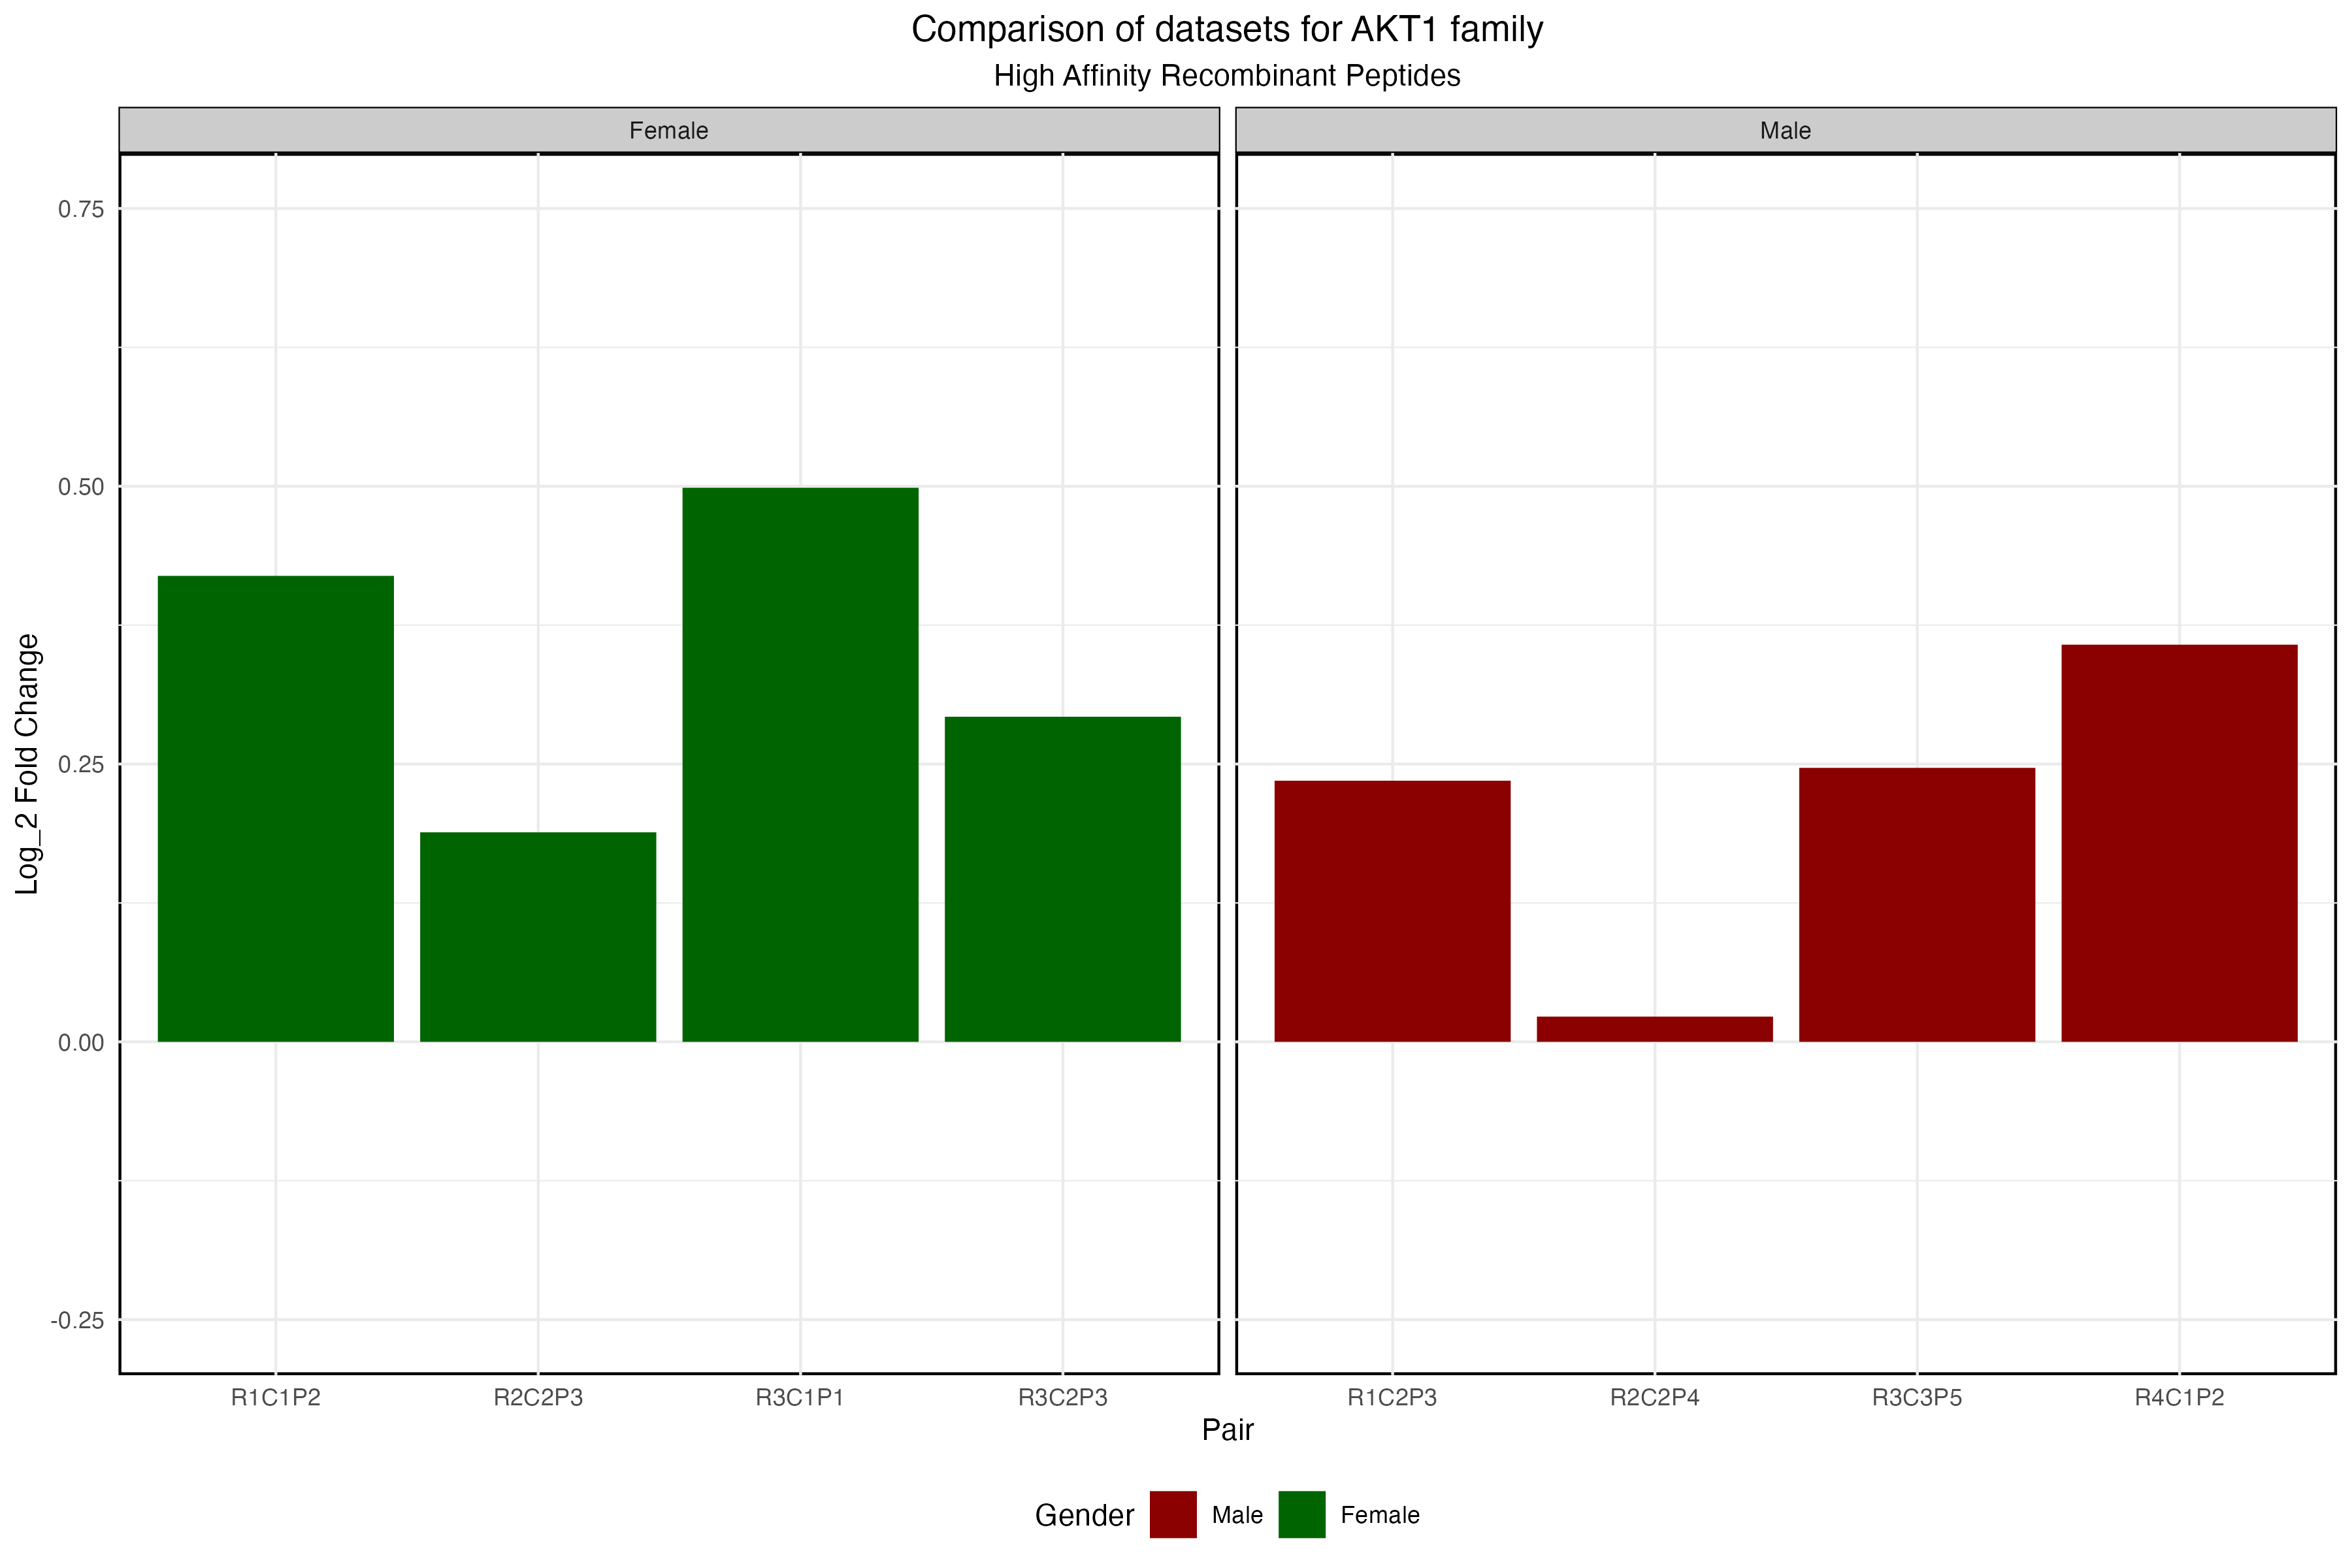 Comparison of datasets for AKT1 family
High Affinity Recombinant Peptides
Female
Male
0.75
0.50
0.25
0.00
-0.25
Log_2 Fold Change
R1C1P2 R2C2P3 R3C1P1 R3C2P3 R1C2P3 R2C2P4 R3C3P5 R4C1P2
Pair
Gender Male Female